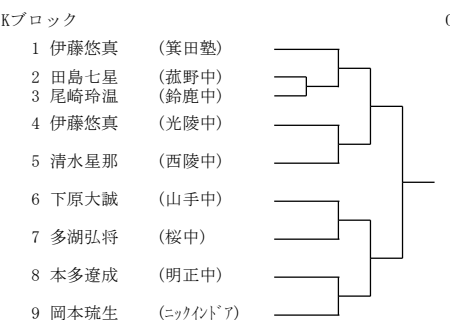 Kブロック
1 伊藤悠真 (箕田塾)
2 田島七星 (菰野中)
3 尾崎玲温 (鈴鹿中)
4 伊藤悠真 (光陵中)
5 清水星那 (西陵中)
6 下原大誠 (山手中)
7 多湖弘将 (桜中)
8 本多遼成 (明正中)
9 岡本琉生 (ニックインドア)